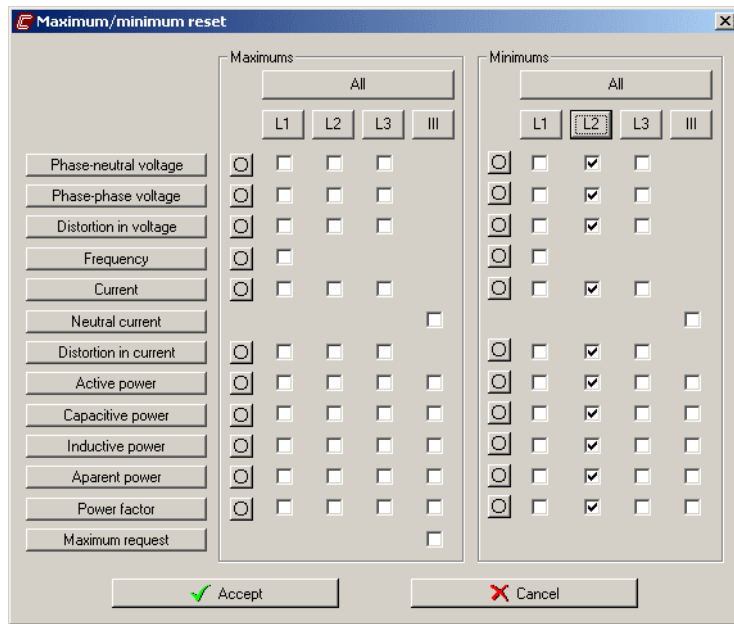 Maximum/minimum reset
Maximums Minimums
All All
L1 L2 L3 III L1 L2 L3 III
Phase-neutral voltage
Phase-phase voltage
Distortion in voltage
Frequency
Current
Neutral current
Distortion in current
Active power
Capacitive power
Inductive power
Aparent power
Power factor
Maximum request
Accept Cancel